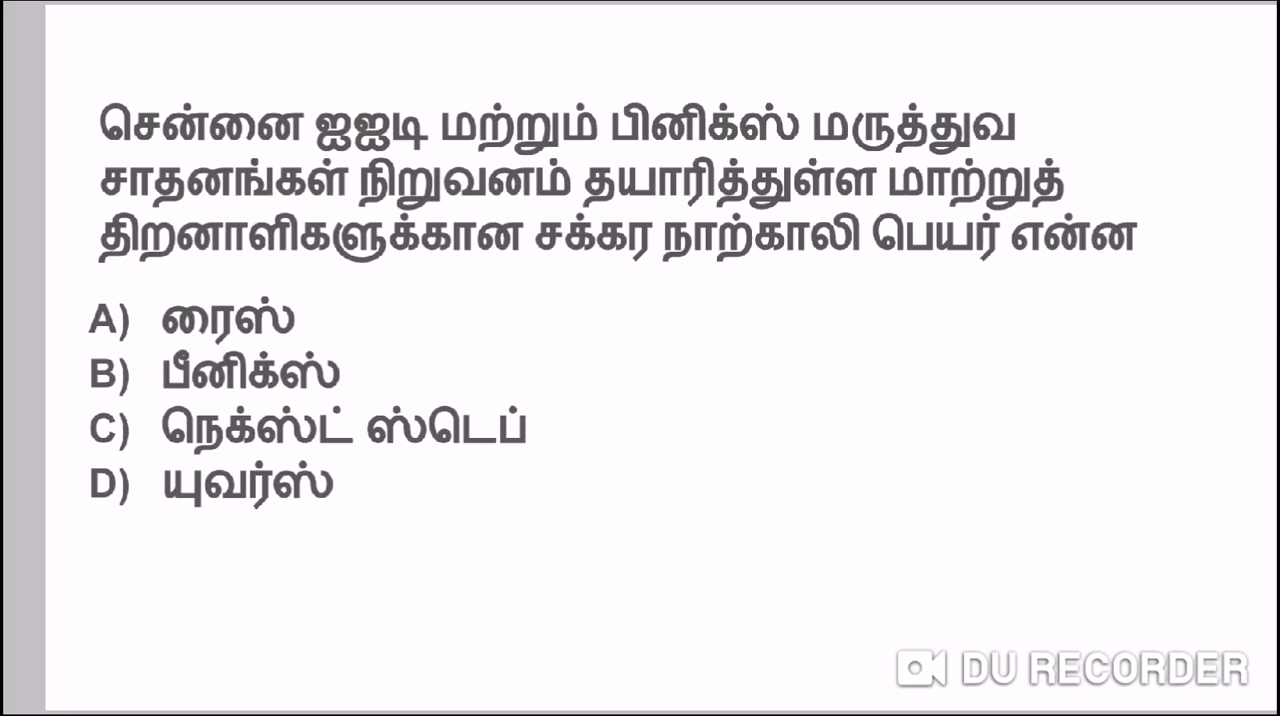 சென்னை ஐஐடி மற்றும் பினிக்ஸ் மருத்துவ
சாதனங்கள் நிறுவனம் தயாரித்துள்ள மாற்றுத்
திறனாளிகளுக்கான சக்கர நாற்காலி பெயர் என்ன
A) ரைஸ்
B) பீனிக்ஸ்
C) நெக்ஸ்ட் ஸ்டெப்
D) யுவர்ஸ்
DU RECORDER